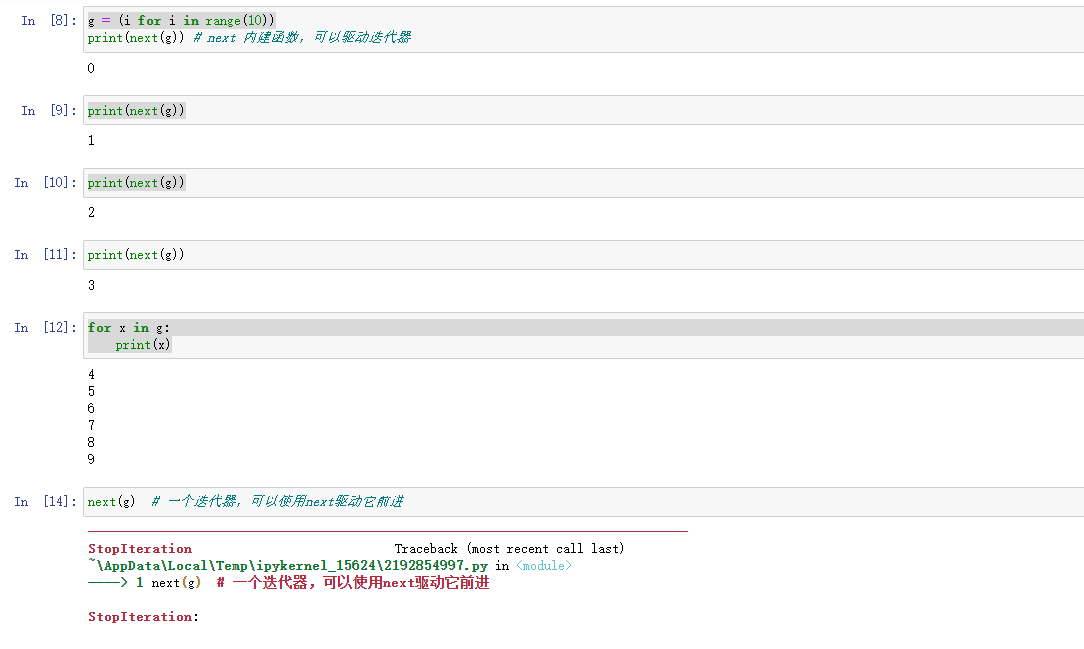 In [8]: g = (i for i in range(10))
print(next(g)) # next 内建函数，可以驱动迭代器
0
In [9]: print(next(g))
1
In [10]: print(next(g))
2
In [11]: print(next(g))
3
In [12]: for x in g:
    print(x)
4
5
6
7
8
9
In [14]: next(g)  # 一个迭代器，可以使用next驱动它前进
StopIteration                             Traceback (most recent call last)
~\AppData\Local\Temp\ipykernel_15624\2192854997.py in <module>
----> 1 next(g)  # 一个迭代器，可以使用next驱动它前进
StopIteration: